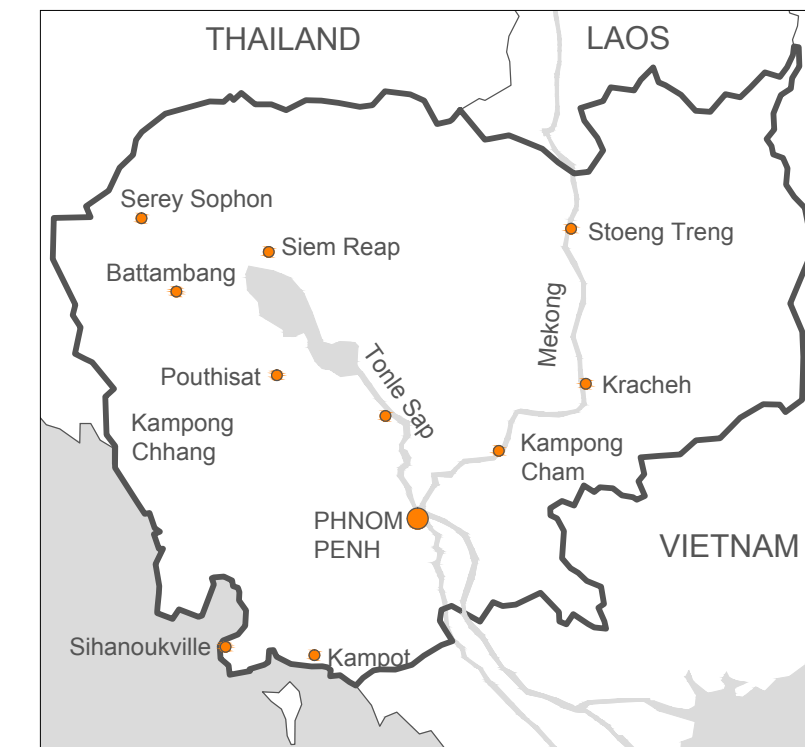 THAILAND
LAOS
Serey Sophon
Siem Reap
Stoeng Treng
Battambang
Mekong
Tonle Sap
Pouthisat
Kracheh
Kampong
Chhang
Kampong
Cham
PHNOM
PENH
VIETNAM
Sihanoukville
Kampot